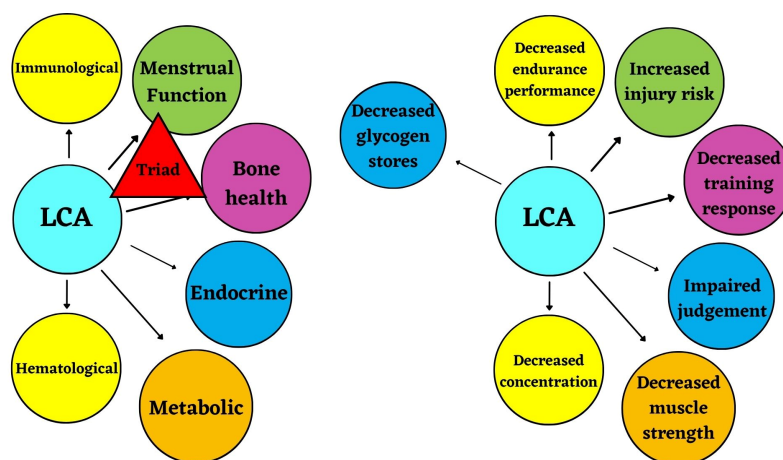 Immunological
Menstrual
Function
Triad
Bone
health
LCA
Endocrine
Hematological
Metabolic
Decreased
endurance
performance
Increased
injury risk
Decreased
glycogen
stores
Decreased
training
response
LCA
Impaired
judgement
Decreased
concentration
Decreased
muscle
strength